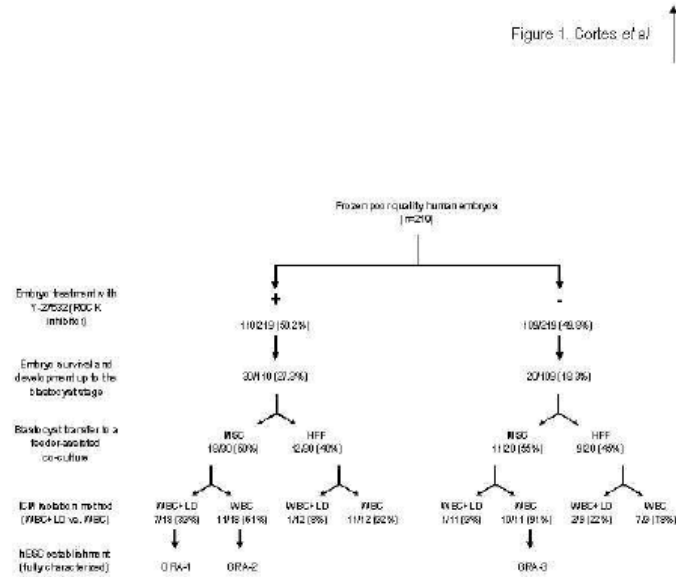 Figure 1. Cortes et al
Frozen poor quality human embryos
(n=219)
Embryo treatment with
Y-27632 (ROCK
inhibitor)
+
-
110/219 (50.2%)
109/219 (49.8%)
Embryo survival and
development up to the
blastocyst stage
30/110 (27.3%)
20/109 (18.3%)
Blastocyst transfer to a
feeder-assisted
co-culture
MSC
HFF
MSC
HFF
18/30 (60%)
12/30 (40%)
11/20 (55%)
9/20 (45%)
ICM isolation method
(WBC+LD vs. WBC)
WBC+LD
WBC
WBC+LD
WBC
WBC+LD
WBC
WBC+LD
WBC
7/18 (39%)
11/18 (61%)
1/12 (8%)
11/12 (92%)
1/11 (9%)
10/11 (91%)
2/9 (22%)
7/9 (78%)
hESC establishment
(fully characterized)
GRA-1
GRA-2
GRA-3